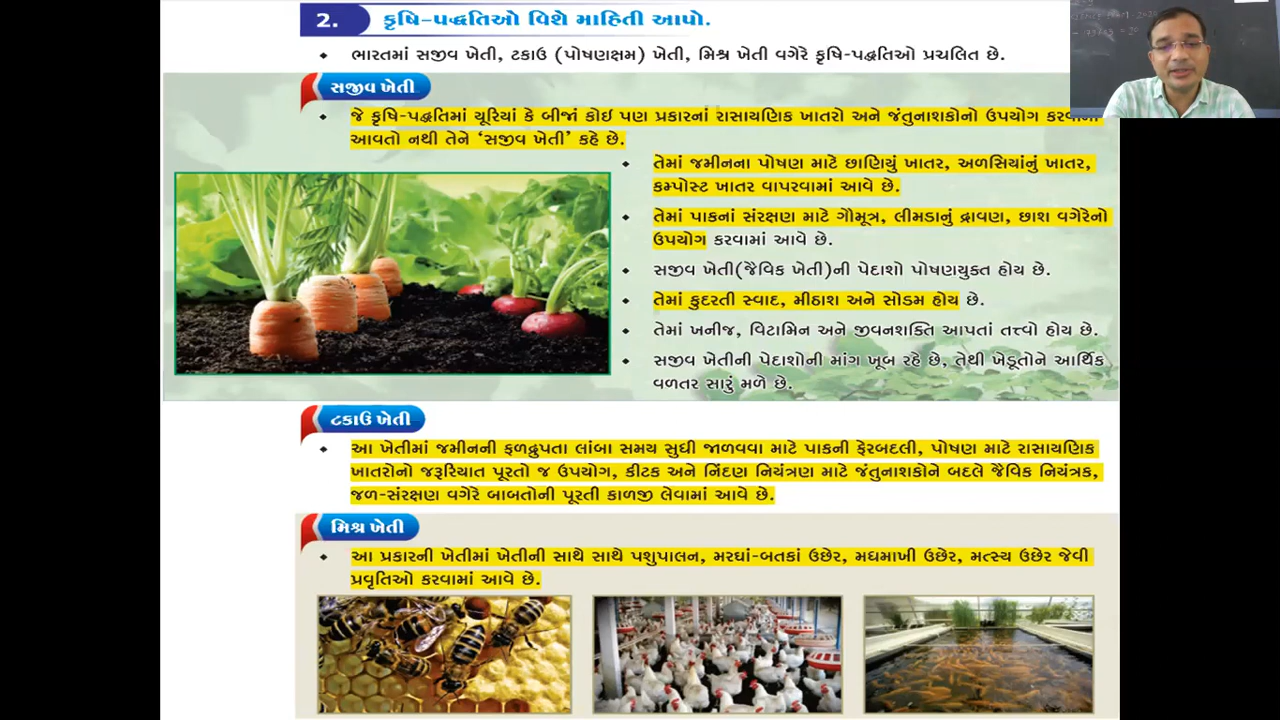 2. કૃષિ-પદ્ધતિઓ વિશે માહિતી આપો.
• ભારતમાં સજીવ ખેતી, ટકાઉ (પોષણક્ષમ) ખેતી, મિશ્ર ખેતી વગેરે કૃષિ-પદ્ધતિઓ પ્રચલિત છે.
સજીવ ખેતી
• જે કૃષિ-પદ્ધતિમાં યૂરિયાં કે બીજાં કોઇ પણ પ્રકારનાં રાસાયણિક ખાતરો અને જંતુનાશકોનો ઉપયોગ
આવતો નથી તેને ‘સજીવ ખેતી’ કહે છે.
• તેમાં જમીનના પોષણ માટે છાણિયું ખાતર, અળસિયાંનું ખાતર,
કમ્પોસ્ટ ખાતર વાપરવામાં આવે છે.
• તેમાં પાકનાં સંરક્ષણ માટે ગૌમૂત્ર, લીમડાનું દ્રાવણ, છાશ વગેરેનો
ઉપયોગ કરવામાં આવે છે.
• સજીવ ખેતી(જૈવિક ખેતી)ની પેદાશો પોષણયુક્ત હોય છે.
• તેમાં કુદરતી સ્વાદ, મીઠાશ અને સોડમ હોય છે.
• તેમાં ખનીજ, વિટામિન અને જીવનશક્તિ આપતાં તત્ત્વો હોય છે.
• સજીવ ખેતીની પેદાશોની માંગ ખૂબ રહે છે, તેથી ખેડૂતોને આર્થિક
વળતર સારું મળે છે.
ટકાઉ ખેતી
• આ ખેતીમાં જમીનની ફળદ્રુપતા લાંબા સમય સુધી જાળવવા માટે પાકની ફેરબદલી, પોષણ માટે રાસાયણિક
ખાતરોનો જરૂરિયાત પૂરતો જ ઉપયોગ, કીટક અને નિંદણ નિયંત્રણ માટે જંતુનાશકોને બદલે જૈવિક નિયંત્રક,
જળ-સંરક્ષણ વગેરે બાબતોની પૂરતી કાળજી લેવામાં આવે છે.
મિશ્ર ખેતી
• આ પ્રકારની ખેતીમાં ખેતીની સાથે સાથે પશુપાલન, મરઘાં-બતકાં ઉછેર, મઘમાખી ઉછેર, મત્સ્ય ઉછેર જેવી
પ્રવૃતિઓ કરવામાં આવે છે.